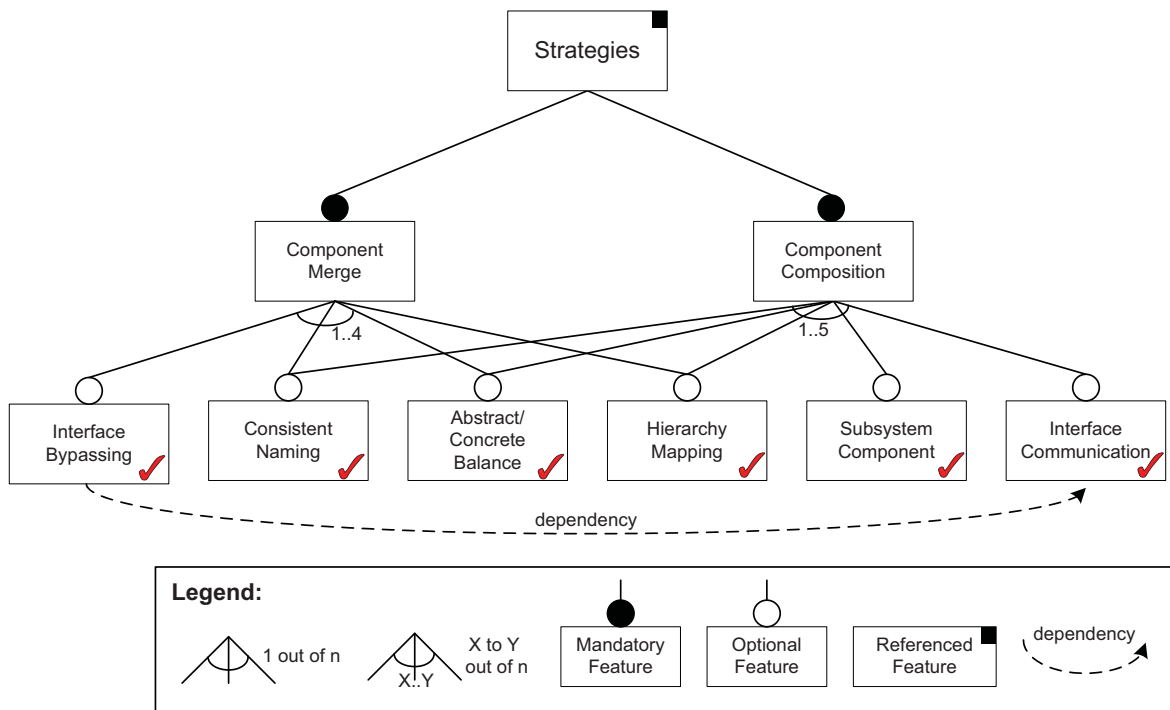 Strategies
Component
Merge
Component
Composition
1..4
1..5
Interface
Bypassing
Consistent
Naming
Abstract/
Concrete
Balance
Hierarchy
Mapping
Subsystem
Component
Interface
Communication
dependency
Legend:
1 out of n
X..Y
X to Y
out of n
Mandatory
Feature
Optional
Feature
Referenced
Feature
dependency